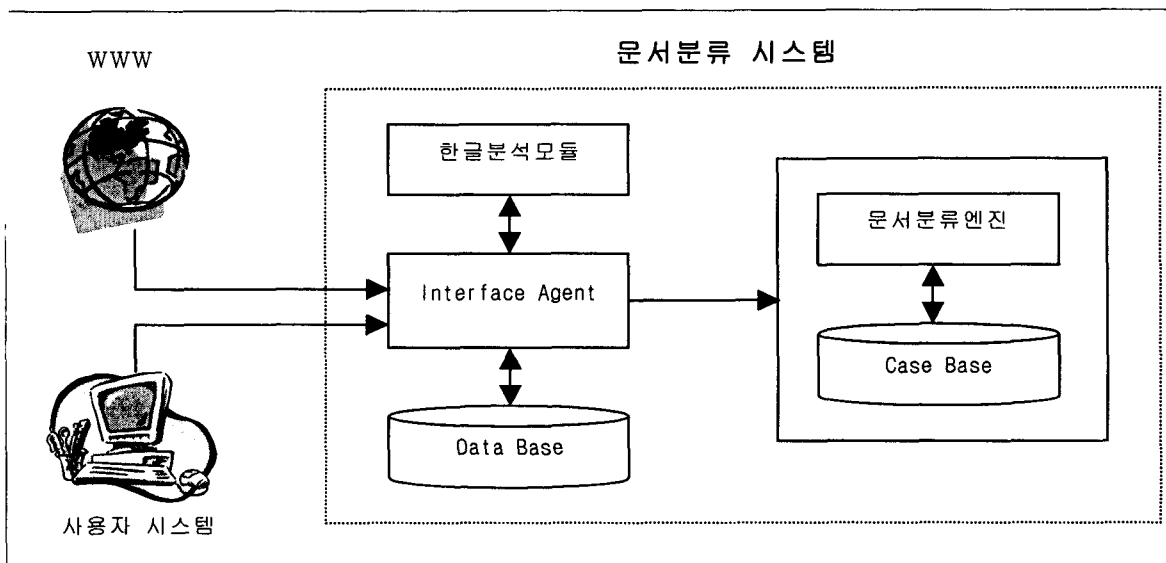 WWW
문서분류 시스템
한글분석모듈
문서분류엔진
Interface Agent
Case Base
Data Base
사용자 시스템